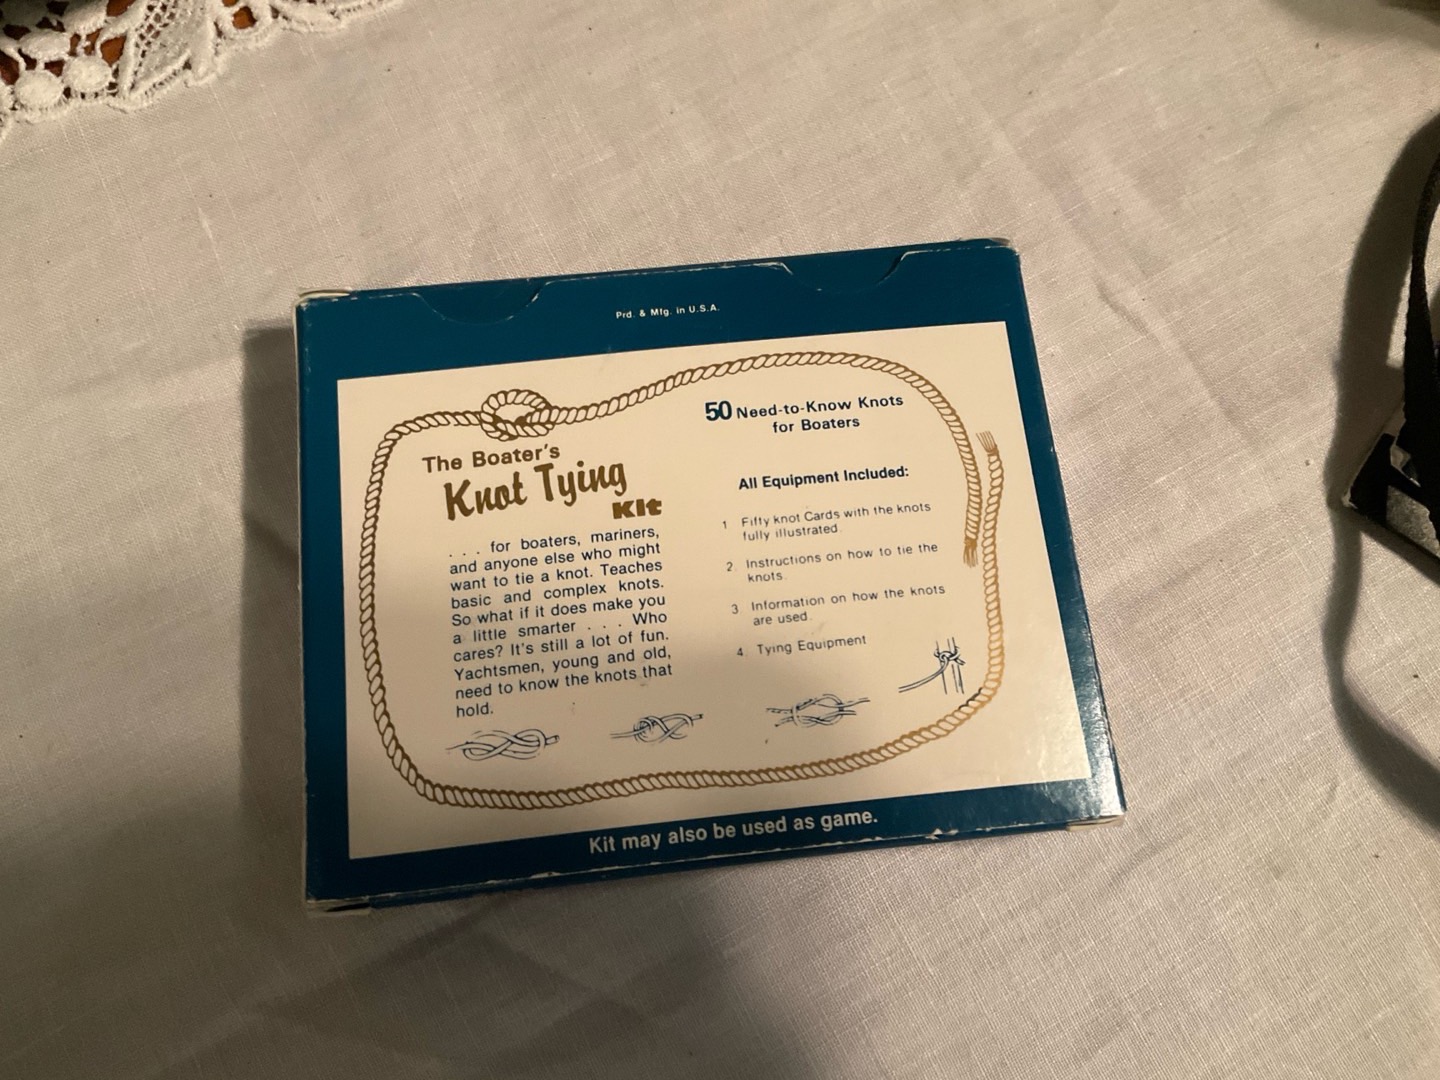 Prd. & Mfg. in U.S.A.
The Boater's
Knot Tying
Kit
. . . for boaters, mariners,
and anyone else who might
want to tie a knot. Teaches
basic and complex knots.
So what if it does make you
a little smarter . . . Who
cares? It's still a lot of fun.
Yachtsmen, young and old,
need to know the knots that
hold.
50 Need-to-Know Knots
for Boaters
All Equipment Included:
1 Fifty knot Cards with the knots
fully illustrated.
2. Instructions on how to tie the
knots.
3. Information on how the knots
are used.
4. Tying Equipment
Kit may also be used as game.